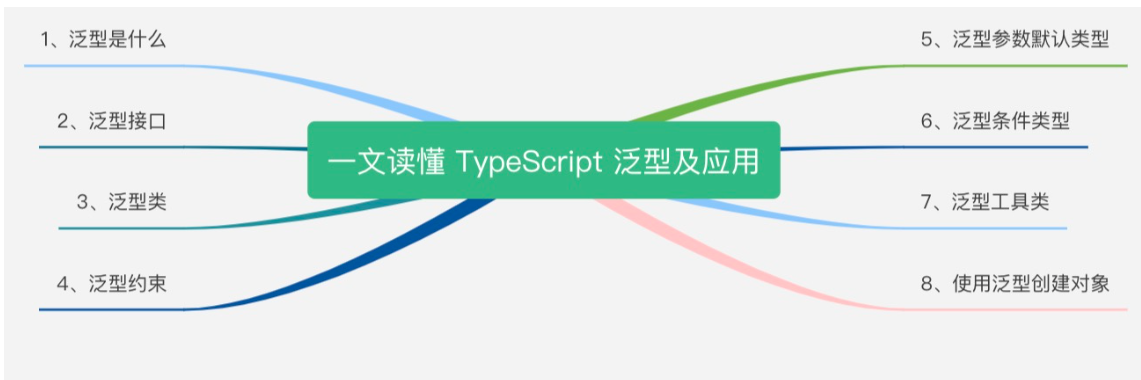 1、泛型是什么
2、泛型接口
3、泛型类
4、泛型约束
一文读懂 TypeScript 泛型及应用
5、泛型参数默认类型
6、泛型条件类型
7、泛型工具类
8、使用泛型创建对象